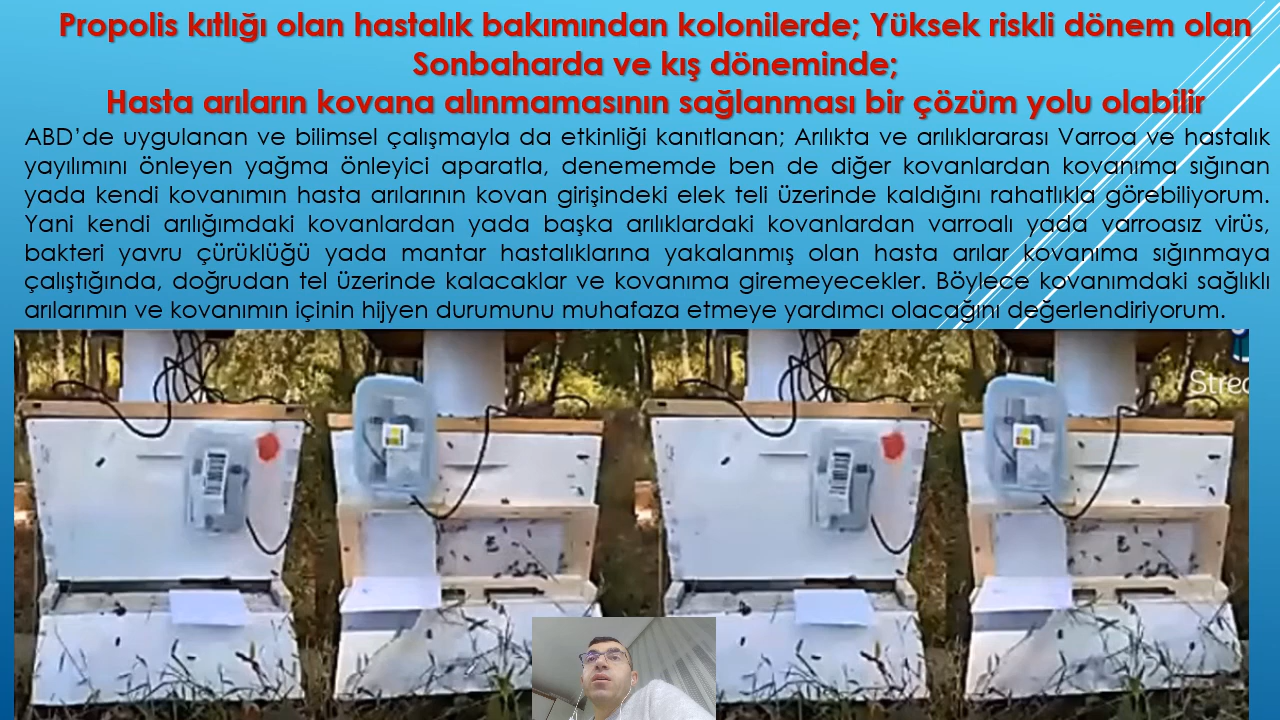 Propolis kıtlığı olan hastalık bakımından kolonilerde; Yüksek riskli dönem olan
Sonbaharda ve kış döneminde;
Hasta arıların kovana alınmamasının sağlanması bir çözüm yolu olabilir
ABD'de uygulanan ve bilimsel çalışmayla da etkinliği kanıtlanan; Arılıkta ve arılıklararası Varroa ve hastalık
yayılımını önleyen yağma önleyici aparatla, denememde ben de diğer kovanlardan kovanıma sığınan
yada kendi kovanımın hasta arılarının kovan girişindeki elek teli üzerinde kaldığını rahatlıkla görebiliyorum.
Yani kendi arılığımdaki kovanlardan yada başka arılıklardaki kovanlardan varroalı yada varroasız virüs,
bakteri yavru çürüklüğü yada mantar hastalıklarına yakalanmış olan hasta arılar kovanıma sığınmaya
çalıştığında, doğrudan tel üzerinde kalacaklar ve kovanıma giremeyecekler. Böylece kovanımdaki sağlıklı
arılarımın ve kovanımın içinin hijyen durumunu muhafaza etmeye yardımcı olacağını değerlendiriyorum.